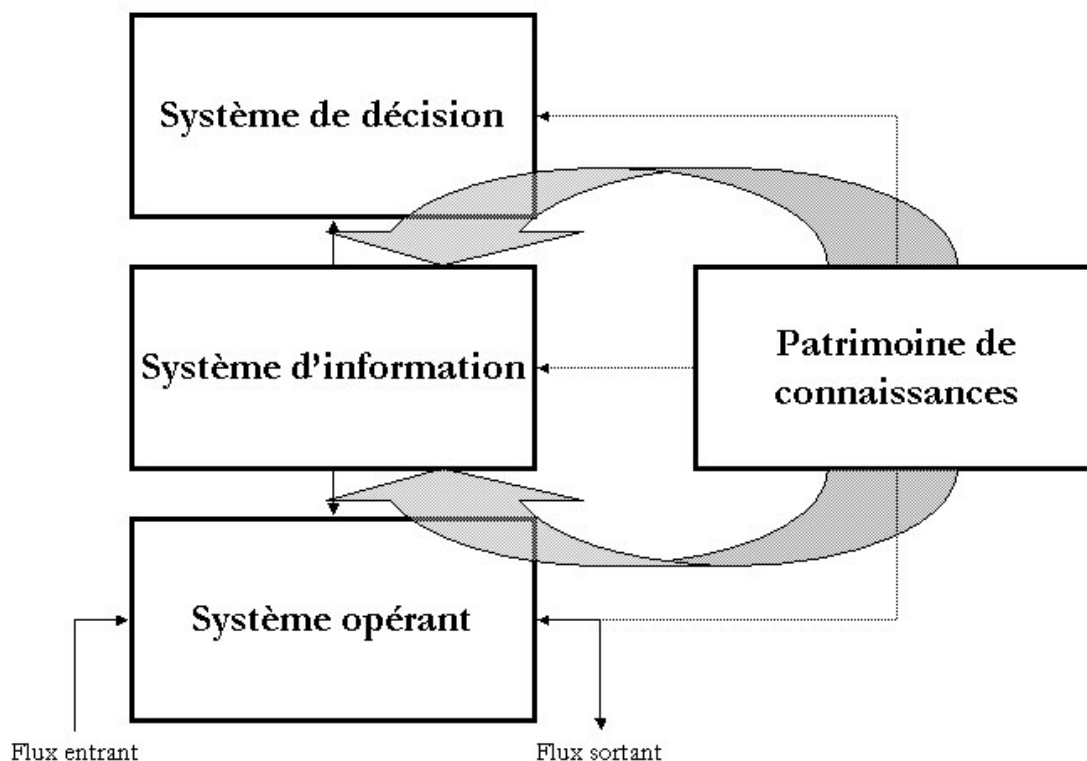 Système de décision
Système d'information
Patrimoine de
connaissances
Système opérant
Flux entrant
Flux sortant